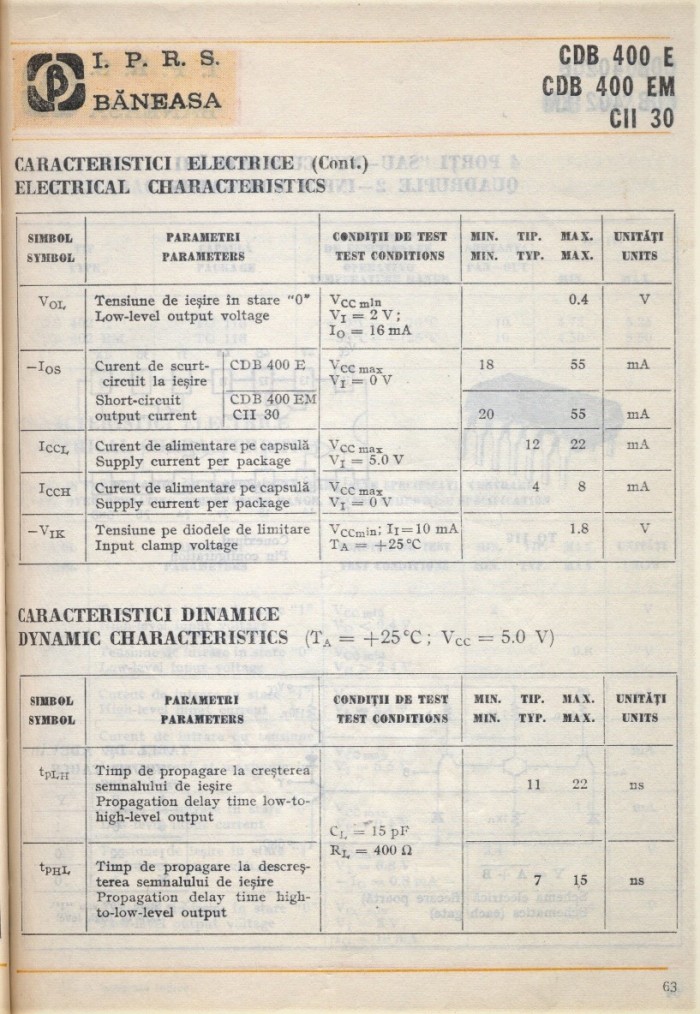 I. P. R. S.
BĂNEASA
CDB 400 E
CDB 400 EM
CII 30
CARACTERISTICI ELECTRICE (Cont.)
ELECTRICAL CHARACTERISTICS
SIMBOL PARAMETRI CONDIȚII DE TEST MIN. TIP. MAX. UNITĂȚI
SYMBOL PARAMETERS TEST CONDITIONS MIN. TYP. MAX. UNITS
VOL Tensiune de ieșire în stare "0" VCC min 0.4 V
Low-level output voltage VI = 2 V;
IO = 16 mA
—IOS Curent de scurt- CDB 400 E VCC max 18 55 mA
circuit la ieșire VI = 0 V
Short-circuit CDB 400 EM
output current CII 30 20 55 mA
ICCL Curent de alimentare pe capsulă VCC max 12 22 mA
Supply current per package VI = 5.0 V
ICCH Curent de alimentare pe capsulă VCC max 4 8 mA
Supply current per package VI = 0 V
—VIK Tensiune pe diodele de limitare VCCmin; II=10 mA 1.8 V
Input clamp voltage TA = +25°C
CARACTERISTICI DINAMICE
DYNAMIC CHARACTERISTICS (TA = +25°C; VCC = 5.0 V)
SIMBOL PARAMETRI CONDIȚII DE TEST MIN. TIP. MAX. UNITĂȚI
SYMBOL PARAMETERS TEST CONDITIONS MIN. TYP. MAX. UNITS
tPLH Timp de propagare la creșterea
semnalului de ieșire 11 22 ns
Propagation delay time low-to-
high-level output
CL = 15 pF
RL = 400 Ω
tPHL Timp de propagare la descreș-
terea semnalului de ieșire 7 15 ns
Propagation delay time high-
to-low-level output
63